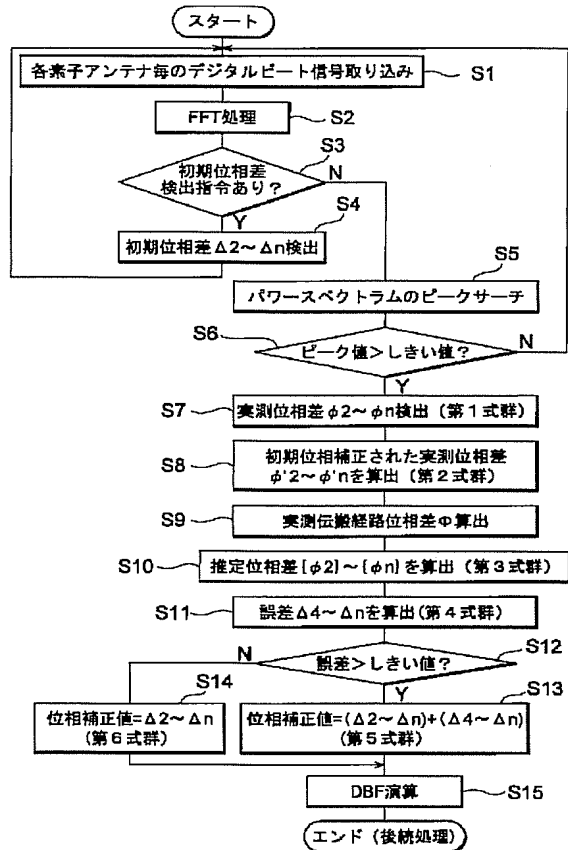 スタート
各素子アンテナ毎のデジタルビート信号取り込み
S1
FFT処理
S2
初期位相差
検出指令あり?
S3
N
Y
S4
初期位相差Δ2~Δn検出
S5
パワースペクトラムのピークサーチ
S6
ピーク値>しきい値?
N
Y
S7
実測位相差φ2~φn検出(第1式群)
S8
初期位相補正された実測位相差
φ'2~φ'nを算出(第2式群)
S9
実測伝搬経路位相差Φ算出
S10
推定位相差[φ2]~[φn]を算出(第3式群)
S11
誤差Δ4~Δnを算出(第4式群)
S12
誤差>しきい値?
N
Y
S14
位相補正値=Δ2~Δn
(第6式群)
S13
位相補正値=(Δ2~Δn)+(Δ4~Δn)
(第5式群)
DBF演算
S15
エンド(後続処理)